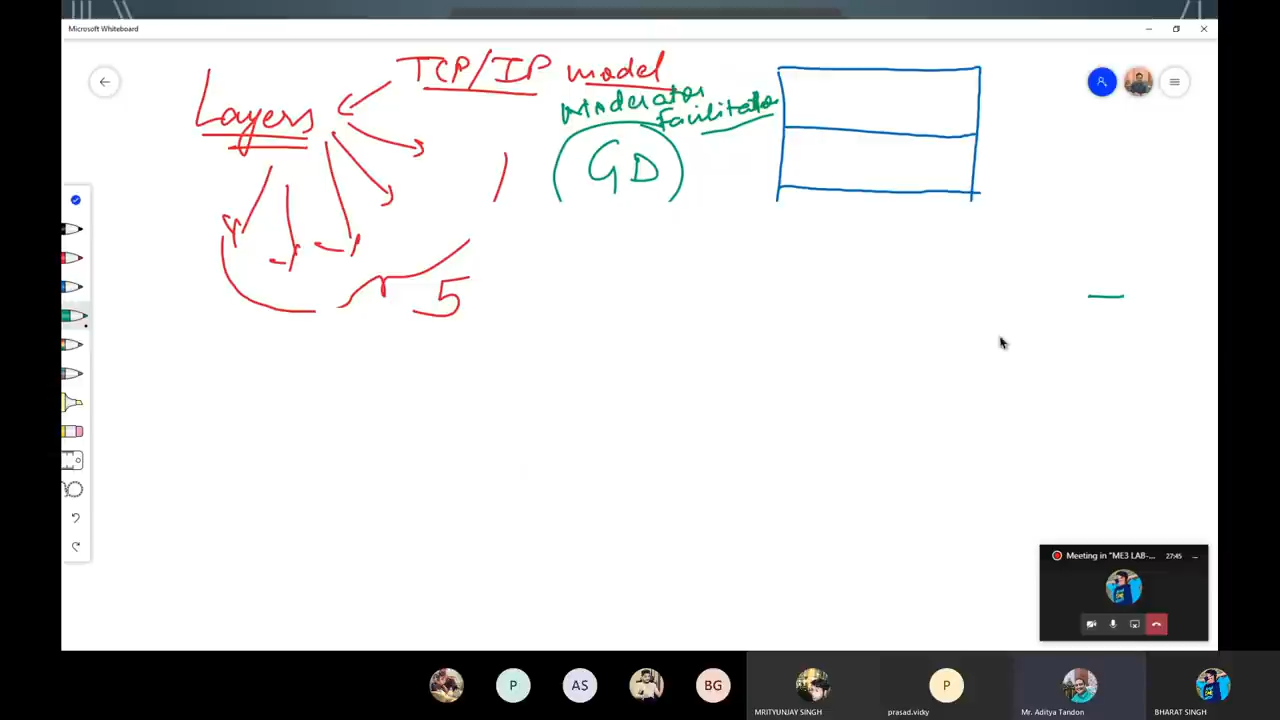 Microsoft Whiteboard
TCP/IP model
Layers
Moderator
facilitator
GD
5
Meeting in "ME3 LAB-... 27:45
P
AS
BG
P
MRITYUNJAY SINGH
prasad.vicky
Mr. Aditya Tandon
BHARAT SINGH